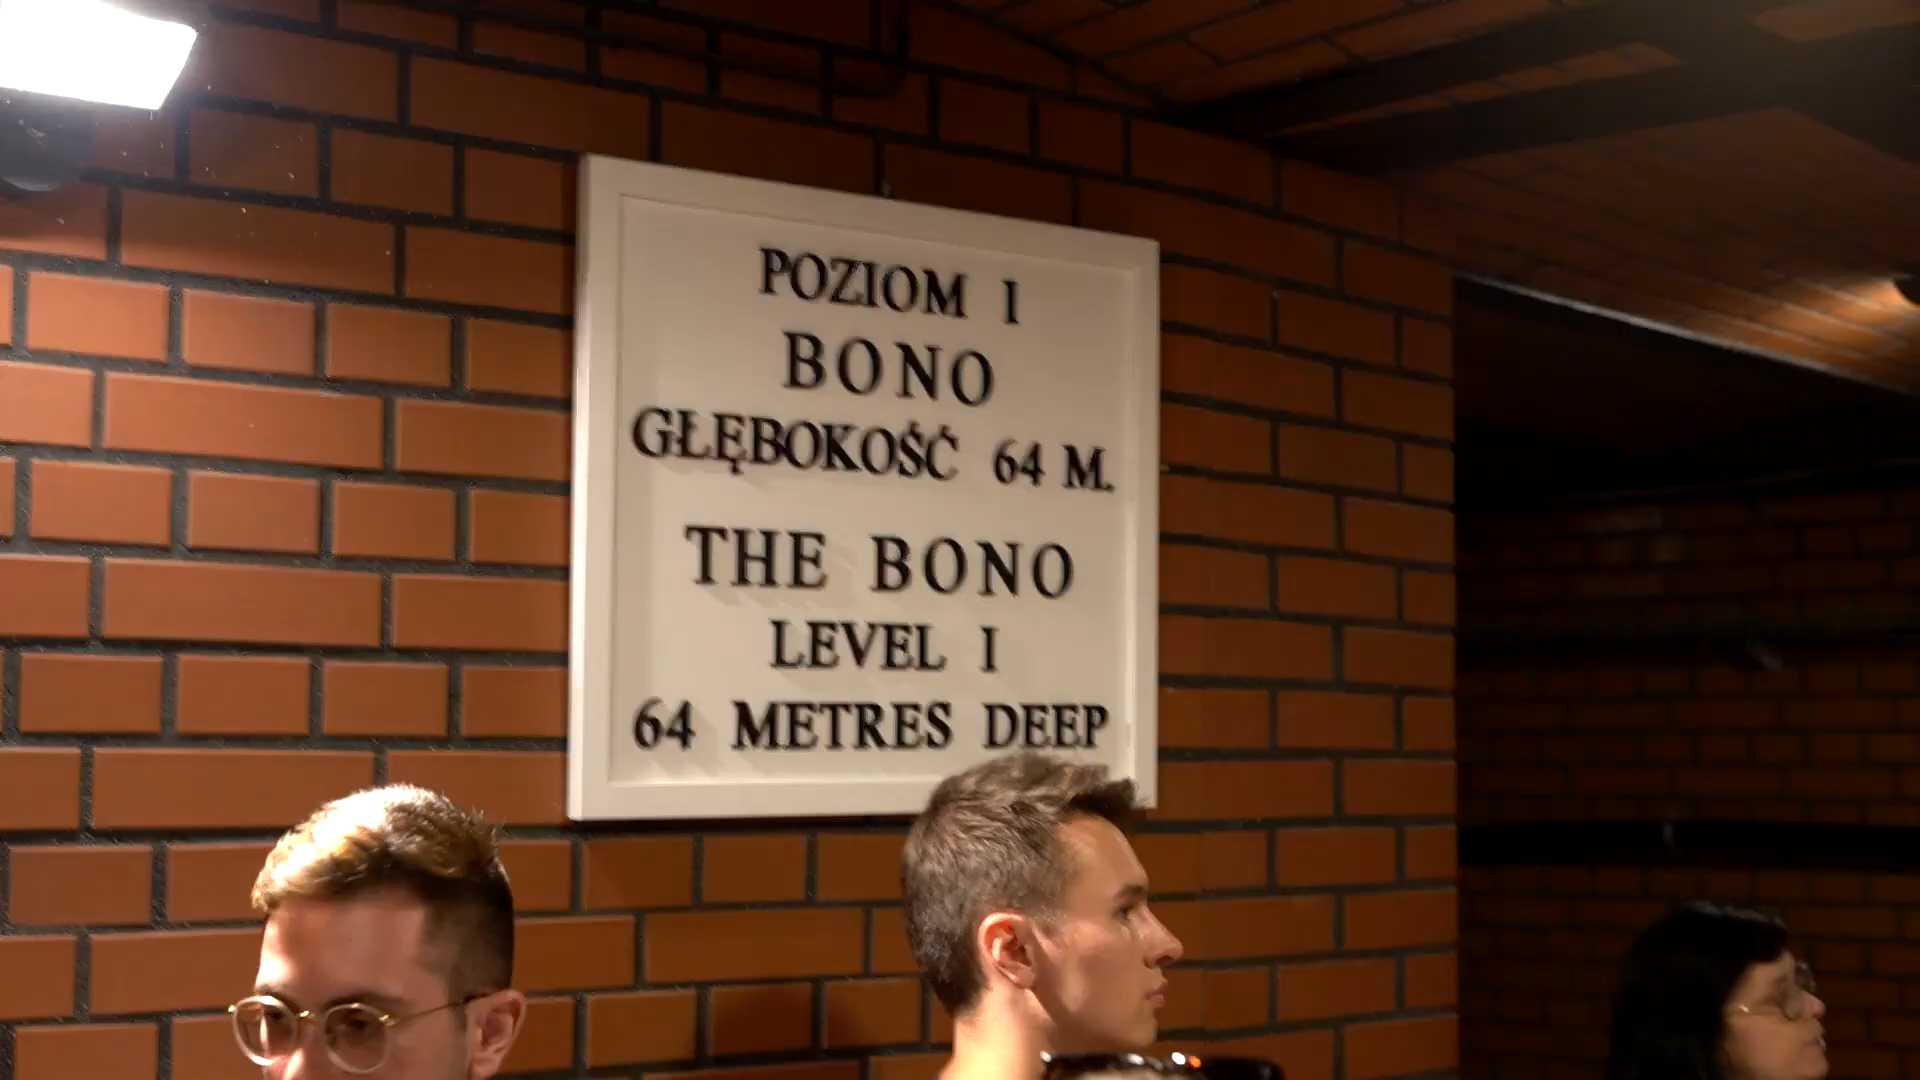 POZIOM I
BONO
GŁĘBOKOŚĆ 64 M.
THE BONO
LEVEL I
64 METRES DEEP